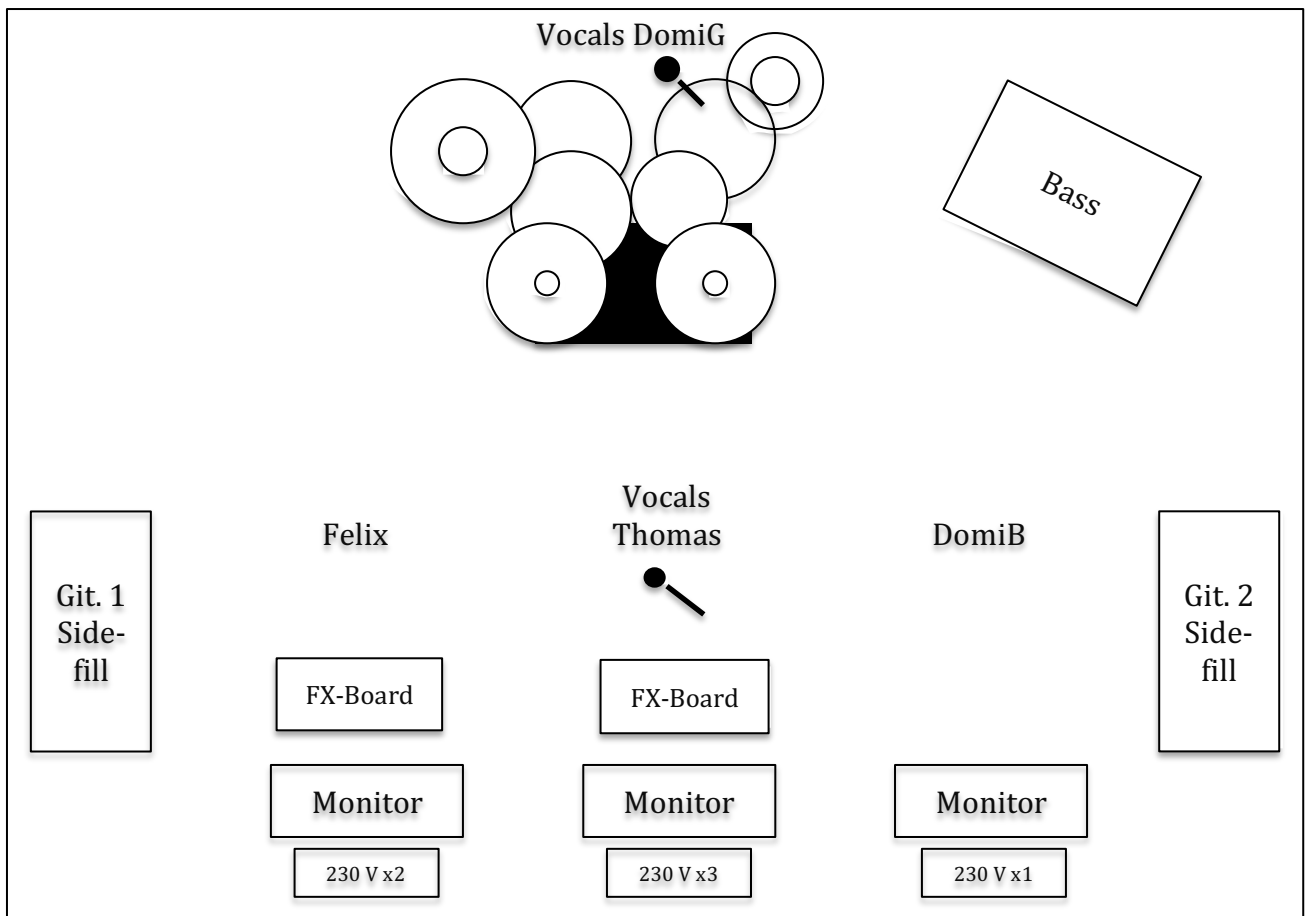 Vocals DomiG
Bass
Vocals
Thomas
Felix
DomiB
Git. 1
Side-
fill
Git. 2
Side-
fill
FX-Board
FX-Board
Monitor
Monitor
Monitor
230 V x2
230 V x3
230 V x1